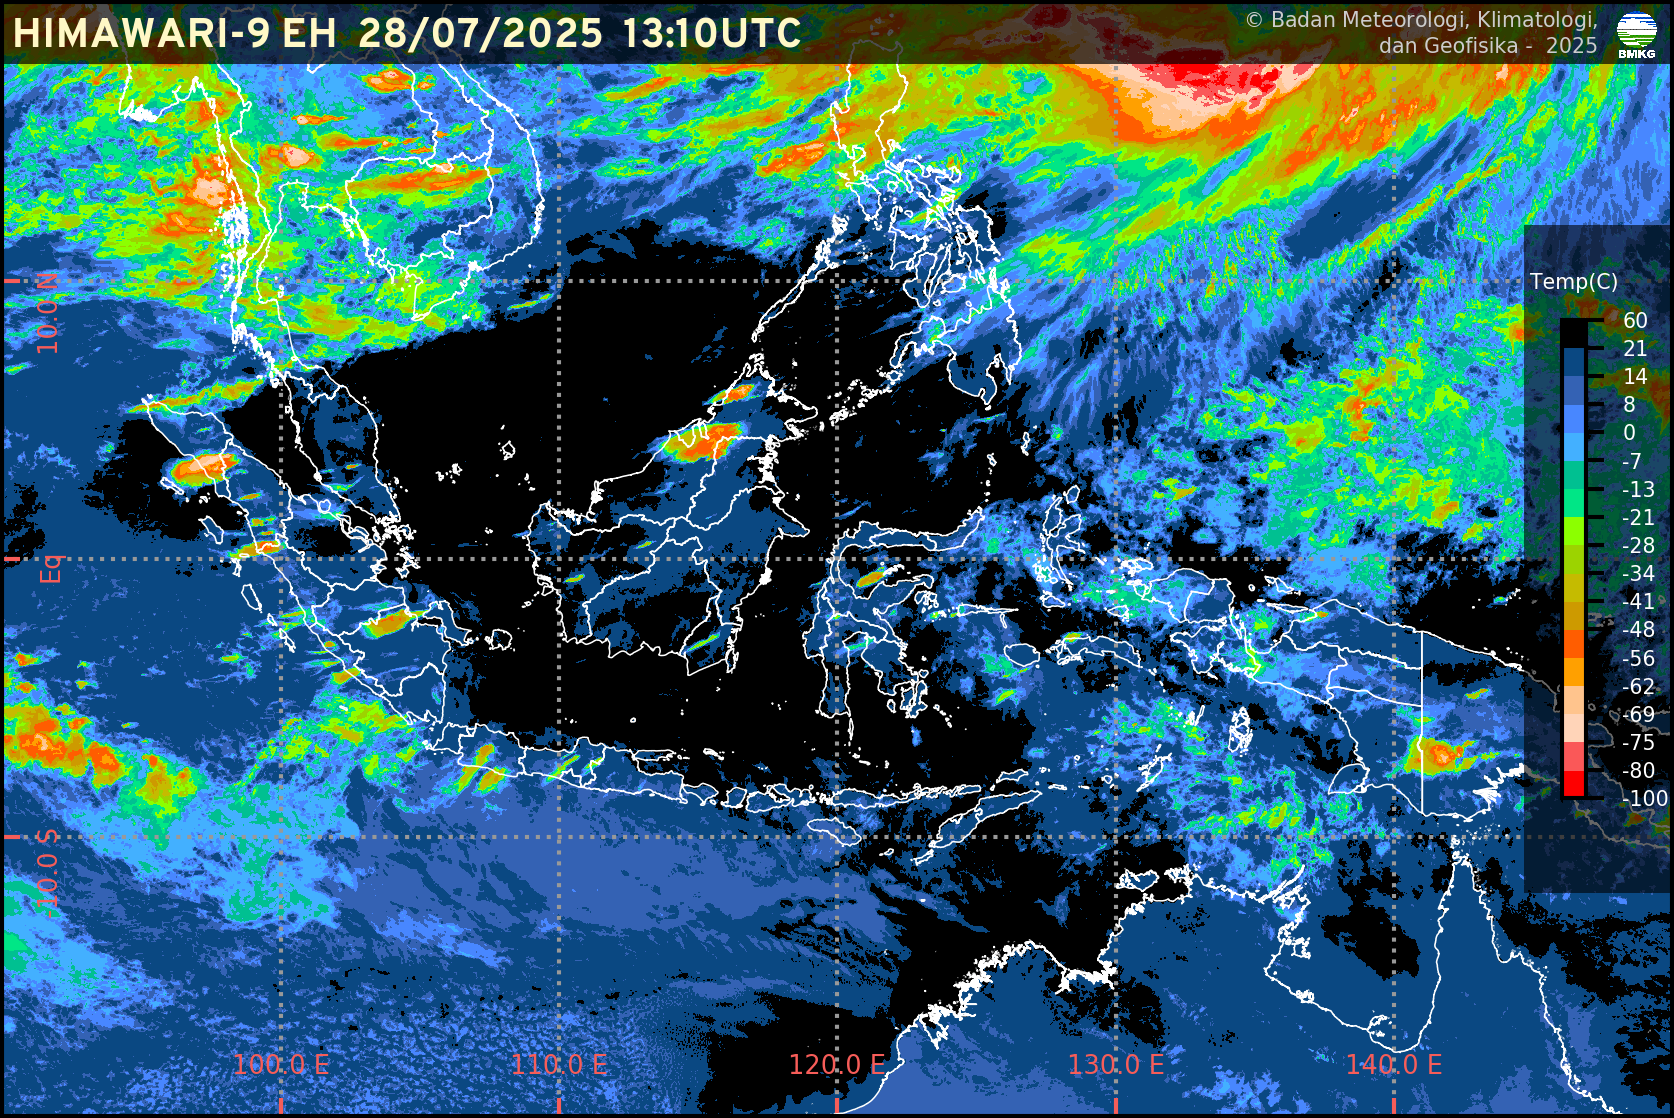 HIMAWARI-9 EH 28/07/2025 13:10UTC
© Badan Meteorologi, Klimatologi,
dan Geofisika - 2025
BMKG
Temp(C)
60
21
14
8
0
-7
-13
-21
-28
-34
-41
-48
-56
-62
-69
-75
-80
-100
10.0 N
Eq
-10.0 S
100.0 E
110.0 E
120.0 E
130.0 E
140.0 E